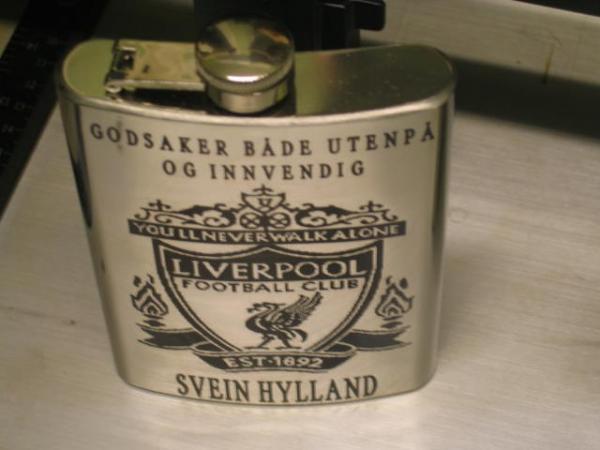 GODSAKER BÅDE UTENPÅ
OG INNVENDIG
YOU'LL NEVER WALK ALONE
LIVERPOOL
FOOTBALL CLUB
EST·1892
SVEIN HYLLAND